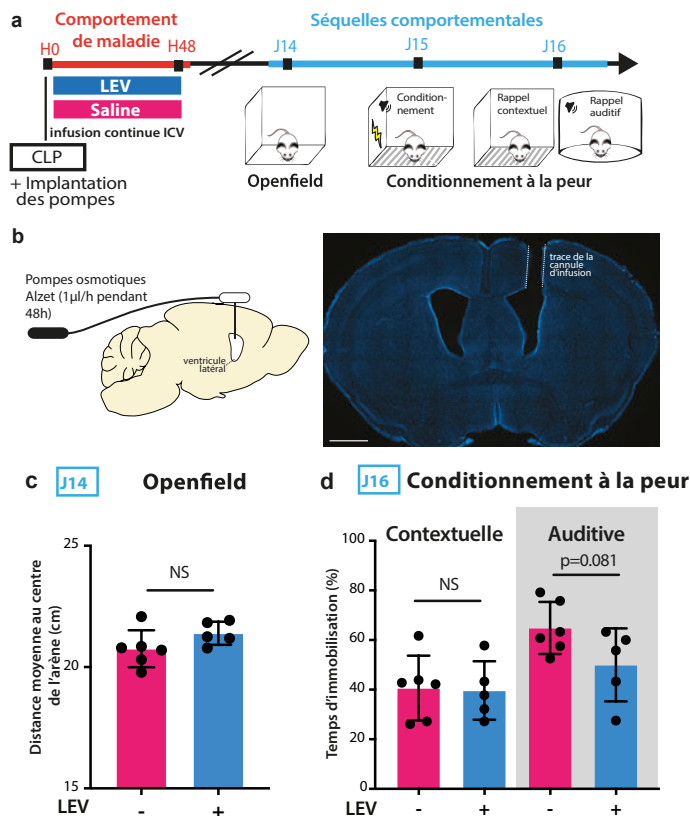 a
Comportement
de maladie
Séquelles comportementales
H0
H48
J14
J15
J16
LEV
Saline
infusion continue ICV
CLP
+ Implantation
des pompes
Condition-
nement
Rappel
contextuel
Rappel
auditif
Openfield
Conditionnement à la peur
b
Pompes osmotiques
Alzet (1µl/h pendant
48h)
ventricule
latéral
trace de la
cannule
d'infusion
c
J14
Openfield
Distance moyenne au centre
de l'arène (cm)
25
20
15
NS
LEV
-
+
d
J16
Conditionnement à la peur
Contextuelle
Auditive
Temps d'immobilisation (%)
100
80
60
40
20
0
NS
p=0.081
LEV
-
+
-
+